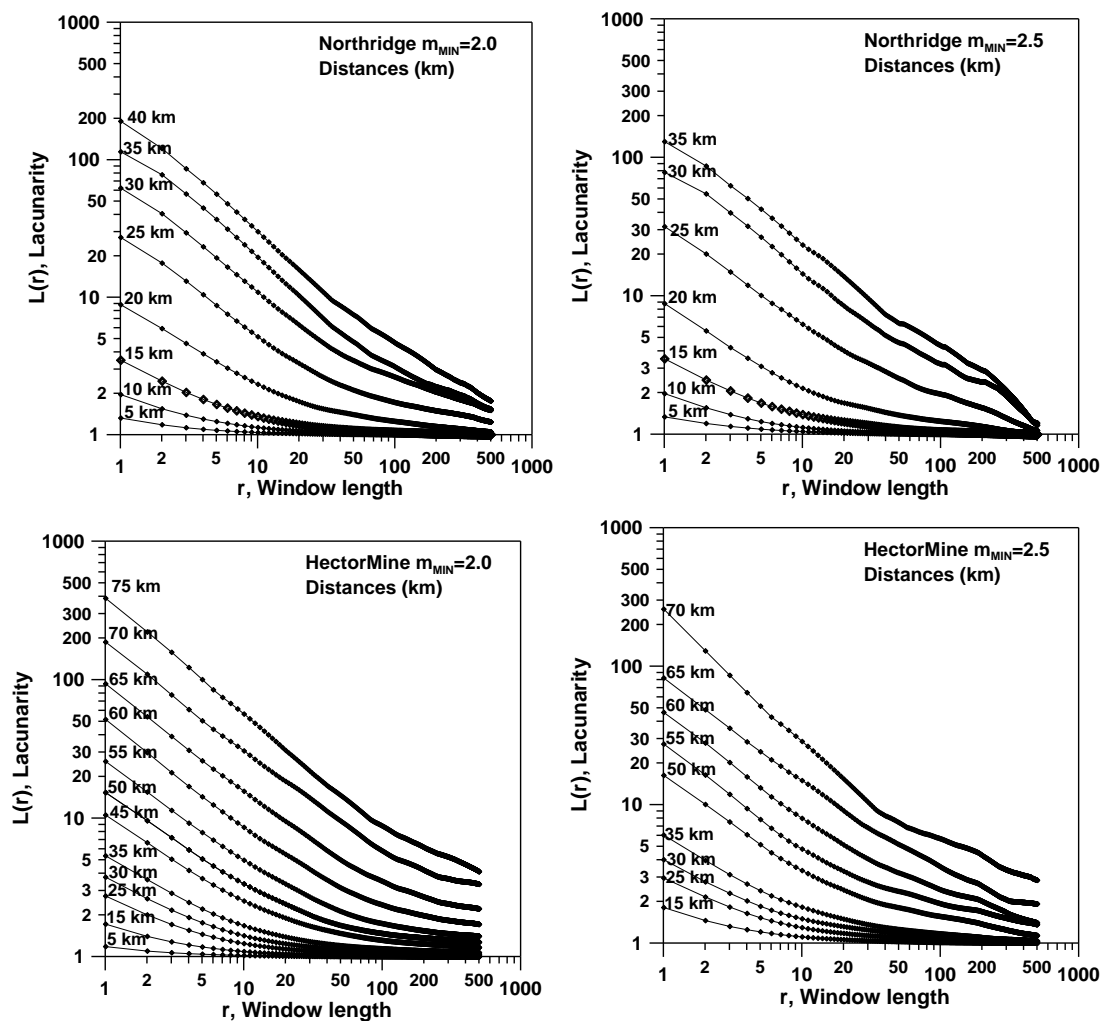 Northridge mMIN=2.0
Distances (km)
L(r), Lacunarity
1000
500
300
200
100
50
30
20
10
5
3
2
1
40 km
35 km
30 km
25 km
20 km
15 km
10 km
5 km
1
2
5
10
20
50
100
200
500
1000
r, Window length
Northridge mMIN=2.5
Distances (km)
L(r), Lacunarity
1000
500
300
200
100
50
40
30
20
10
5
4
3
2
1
35 km
30 km
25 km
20 km
15 km
10 km
5 km
1
2
5
10
20
50
100
200
500
1000
r, Window length
HectorMine mMIN=2.0
Distances (km)
L(r), Lacunarity
1000
500
400
300
200
100
50
30
20
10
5
3
2
1
75 km
70 km
65 km
60 km
55 km
50 km
45 km
35 km
30 km
25 km
15 km
5 km
1
2
5
10
20
50
100
200
500
1000
r, Window length
HectorMine mMIN=2.5
Distances (km)
L(r), Lacunarity
1000
500
300
200
100
50
30
20
10
5
3
2
1
70 km
65 km
60 km
55 km
50 km
35 km
30 km
25 km
15 km
1
2
5
10
20
50
100
200
500
1000
r, Window length